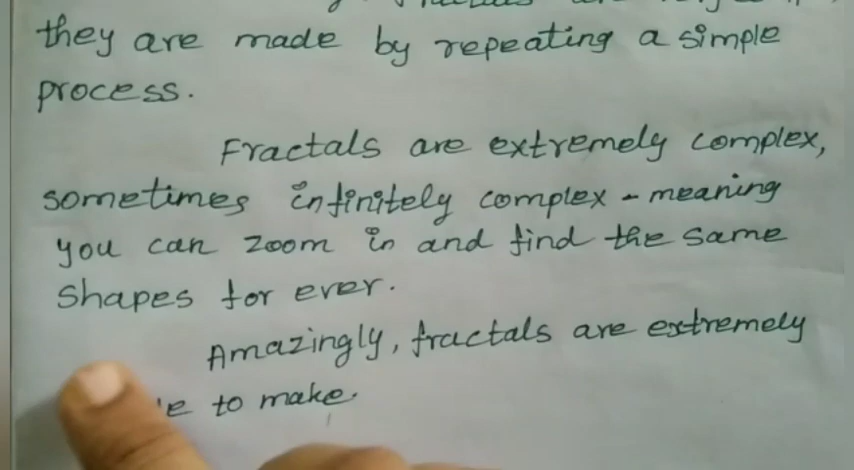 they are made by repeating a simple
process.
Fractals are extremely complex,
sometimes infinitely complex - meaning
you can zoom in and find the same
shapes for ever.
Amazingly, fractals are extremely
to make.